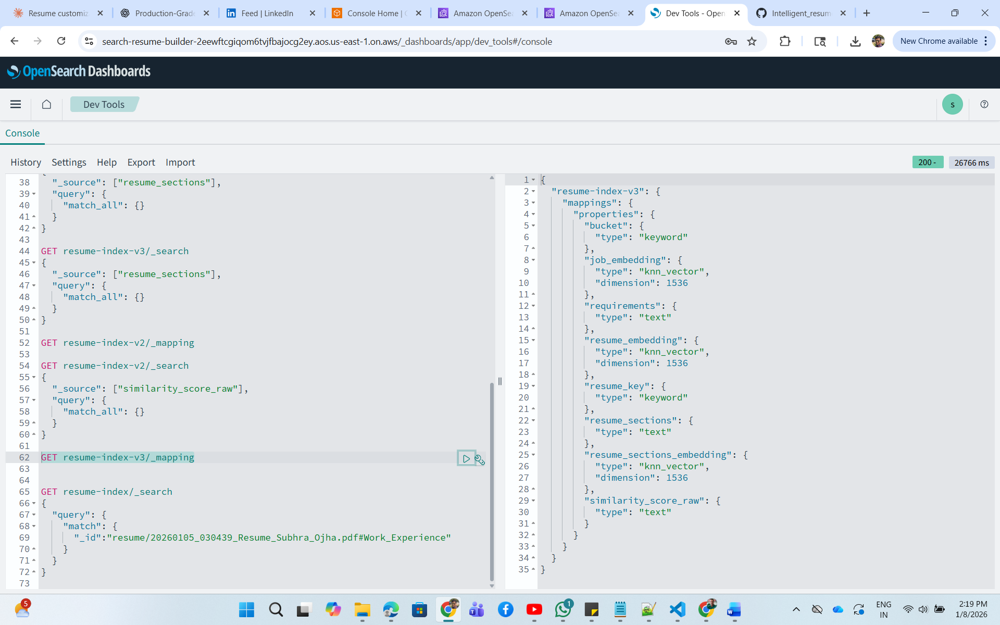 Resume customiz
Production-Grade
Feed | LinkedIn
Console Home | C
Amazon OpenSea
Amazon OpenSea
Dev Tools - Open
Intelligent_resum
search-resume-builder-2eewftcgiqom6tvjfbajocg2ey.aos.us-east-1.on.aws/_dashboards/app/dev_tools#/console
New Chrome available
OpenSearch Dashboards
Dev Tools
s
Console
History Settings Help Export Import
200 - 26766 ms
38 "_source": ["resume_sections"],
39 "query": {
40 "match_all": {}
41 }
42 }
43
44 GET resume-index-v3/_search
45 {
46 "_source": ["resume_sections"],
47 "query": {
48 "match_all": {}
49 }
50 }
51
52 GET resume-index-v2/_mapping
53
54 GET resume-index-v2/_search
55 {
56 "_source": ["similarity_score_raw"],
57 "query": {
58 "match_all": {}
59 }
60 }
61
62 GET resume-index-v3/_mapping
63
64
65 GET resume-index/_search
66 {
67 "query": {
68 "match": {
69 "_id":"resume/20260105_030439_Resume_Subhra_Ojha.pdf#Work_Experience"
70 }
71 }
72 }
73
1 {
2 "resume-index-v3": {
3 "mappings": {
4 "properties": {
5 "bucket": {
6 "type": "keyword"
7 },
8 "job_embedding": {
9 "type": "knn_vector",
10 "dimension": 1536
11 },
12 "requirements": {
13 "type": "text"
14 },
15 "resume_embedding": {
16 "type": "knn_vector",
17 "dimension": 1536
18 },
19 "resume_key": {
20 "type": "keyword"
21 },
22 "resume_sections": {
23 "type": "text"
24 },
25 "resume_sections_embedding": {
26 "type": "knn_vector",
27 "dimension": 1536
28 },
29 "similarity_score_raw": {
30 "type": "text"
31 }
32 }
33 }
34 }
35 }
5
1
ENG
IN
2:19 PM
1/8/2026